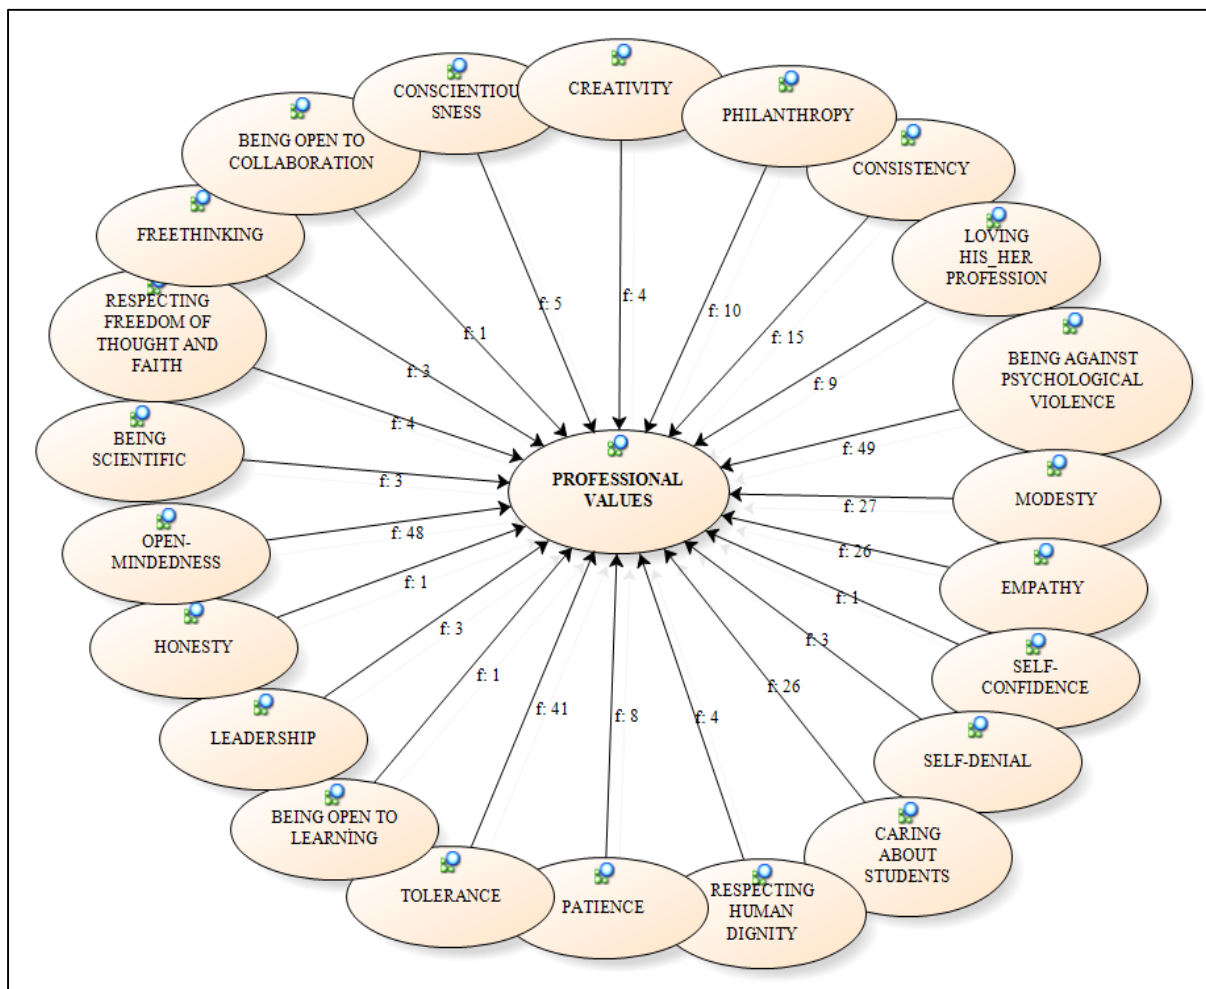 CREATIVITY
CONSCIENTIOU
SNESS
PHILANTHROPY
BEING OPEN TO
COLLABORATION
CONSISTENCY
FREETHINKING
LOVING
HIS_HER
PROFESSION
RESPECTING
FREEDOM OF
THOUGHT AND
FAITH
BEING AGAINST
PSYCHOLOGICAL
VIOLENCE
BEING
SCIENTIFIC
PROFESSIONAL
VALUES
MODESTY
OPEN-
MINDEDNESS
EMPATHY
HONESTY
SELF-
CONFIDENCE
LEADERSHIP
SELF-DENIAL
BEING OPEN TO
LEARNİNG
CARING
ABOUT
STUDENTS
TOLERANCE
PATIENCE
RESPECTING
HUMAN
DIGNITY
f: 5
f: 4
f: 10
f: 1
f: 15
f: 3
f: 9
f: 4
f: 49
f: 3
f: 27
f: 48
f: 26
f: 1
f: 1
f: 3
f: 3
f: 1
f: 26
f: 41
f: 8
f: 4